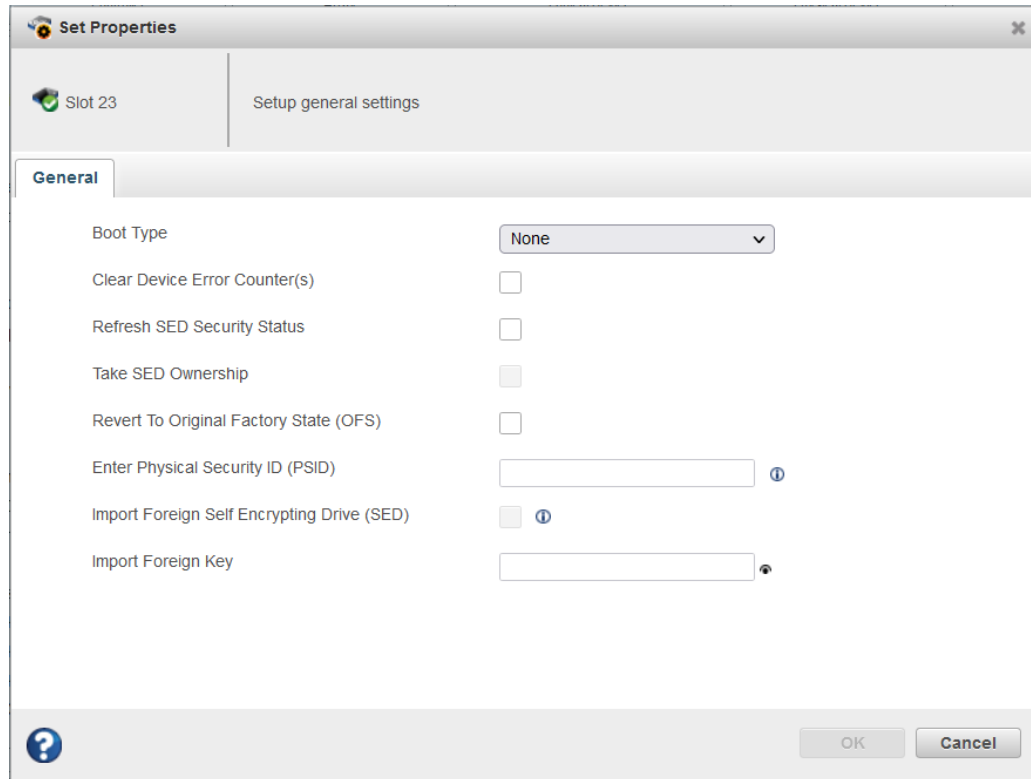 Set Properties
Slot 23
Setup general settings
General
Boot Type
None
Clear Device Error Counter(s)
Refresh SED Security Status
Take SED Ownership
Revert To Original Factory State (OFS)
Enter Physical Security ID (PSID)
Import Foreign Self Encrypting Drive (SED)
Import Foreign Key
OK
Cancel